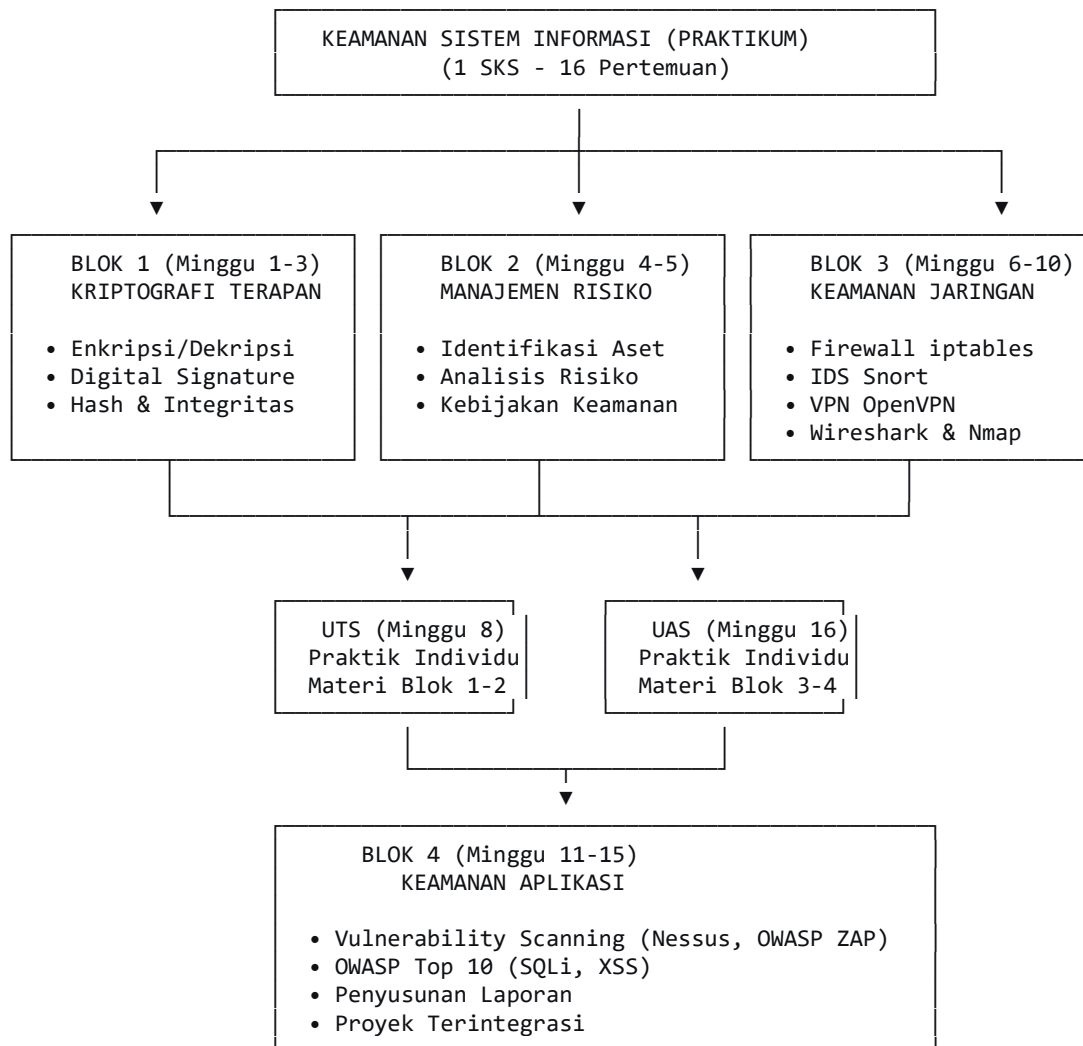 KEAMANAN SISTEM INFORMASI (PRAKTIKUM)
(1 SKS - 16 Pertemuan)
BLOK 1 (Minggu 1-3)
KRIPTOGRAFI TERAPAN
• Enkripsi/Dekripsi
• Digital Signature
• Hash & Integritas
BLOK 2 (Minggu 4-5)
MANAJEMEN RISIKO
• Identifikasi Aset
• Analisis Risiko
• Kebijakan Keamanan
BLOK 3 (Minggu 6-10)
KEAMANAN JARINGAN
• Firewall iptables
• IDS Snort
• VPN OpenVPN
• Wireshark & Nmap
UTS (Minggu 8)
Praktik Individu
Materi Blok 1-2
UAS (Minggu 16)
Praktik Individu
Materi Blok 3-4
BLOK 4 (Minggu 11-15)
KEAMANAN APLIKASI
• Vulnerability Scanning (Nessus, OWASP ZAP)
• OWASP Top 10 (SQLi, XSS)
• Penyusunan Laporan
• Proyek Terintegrasi